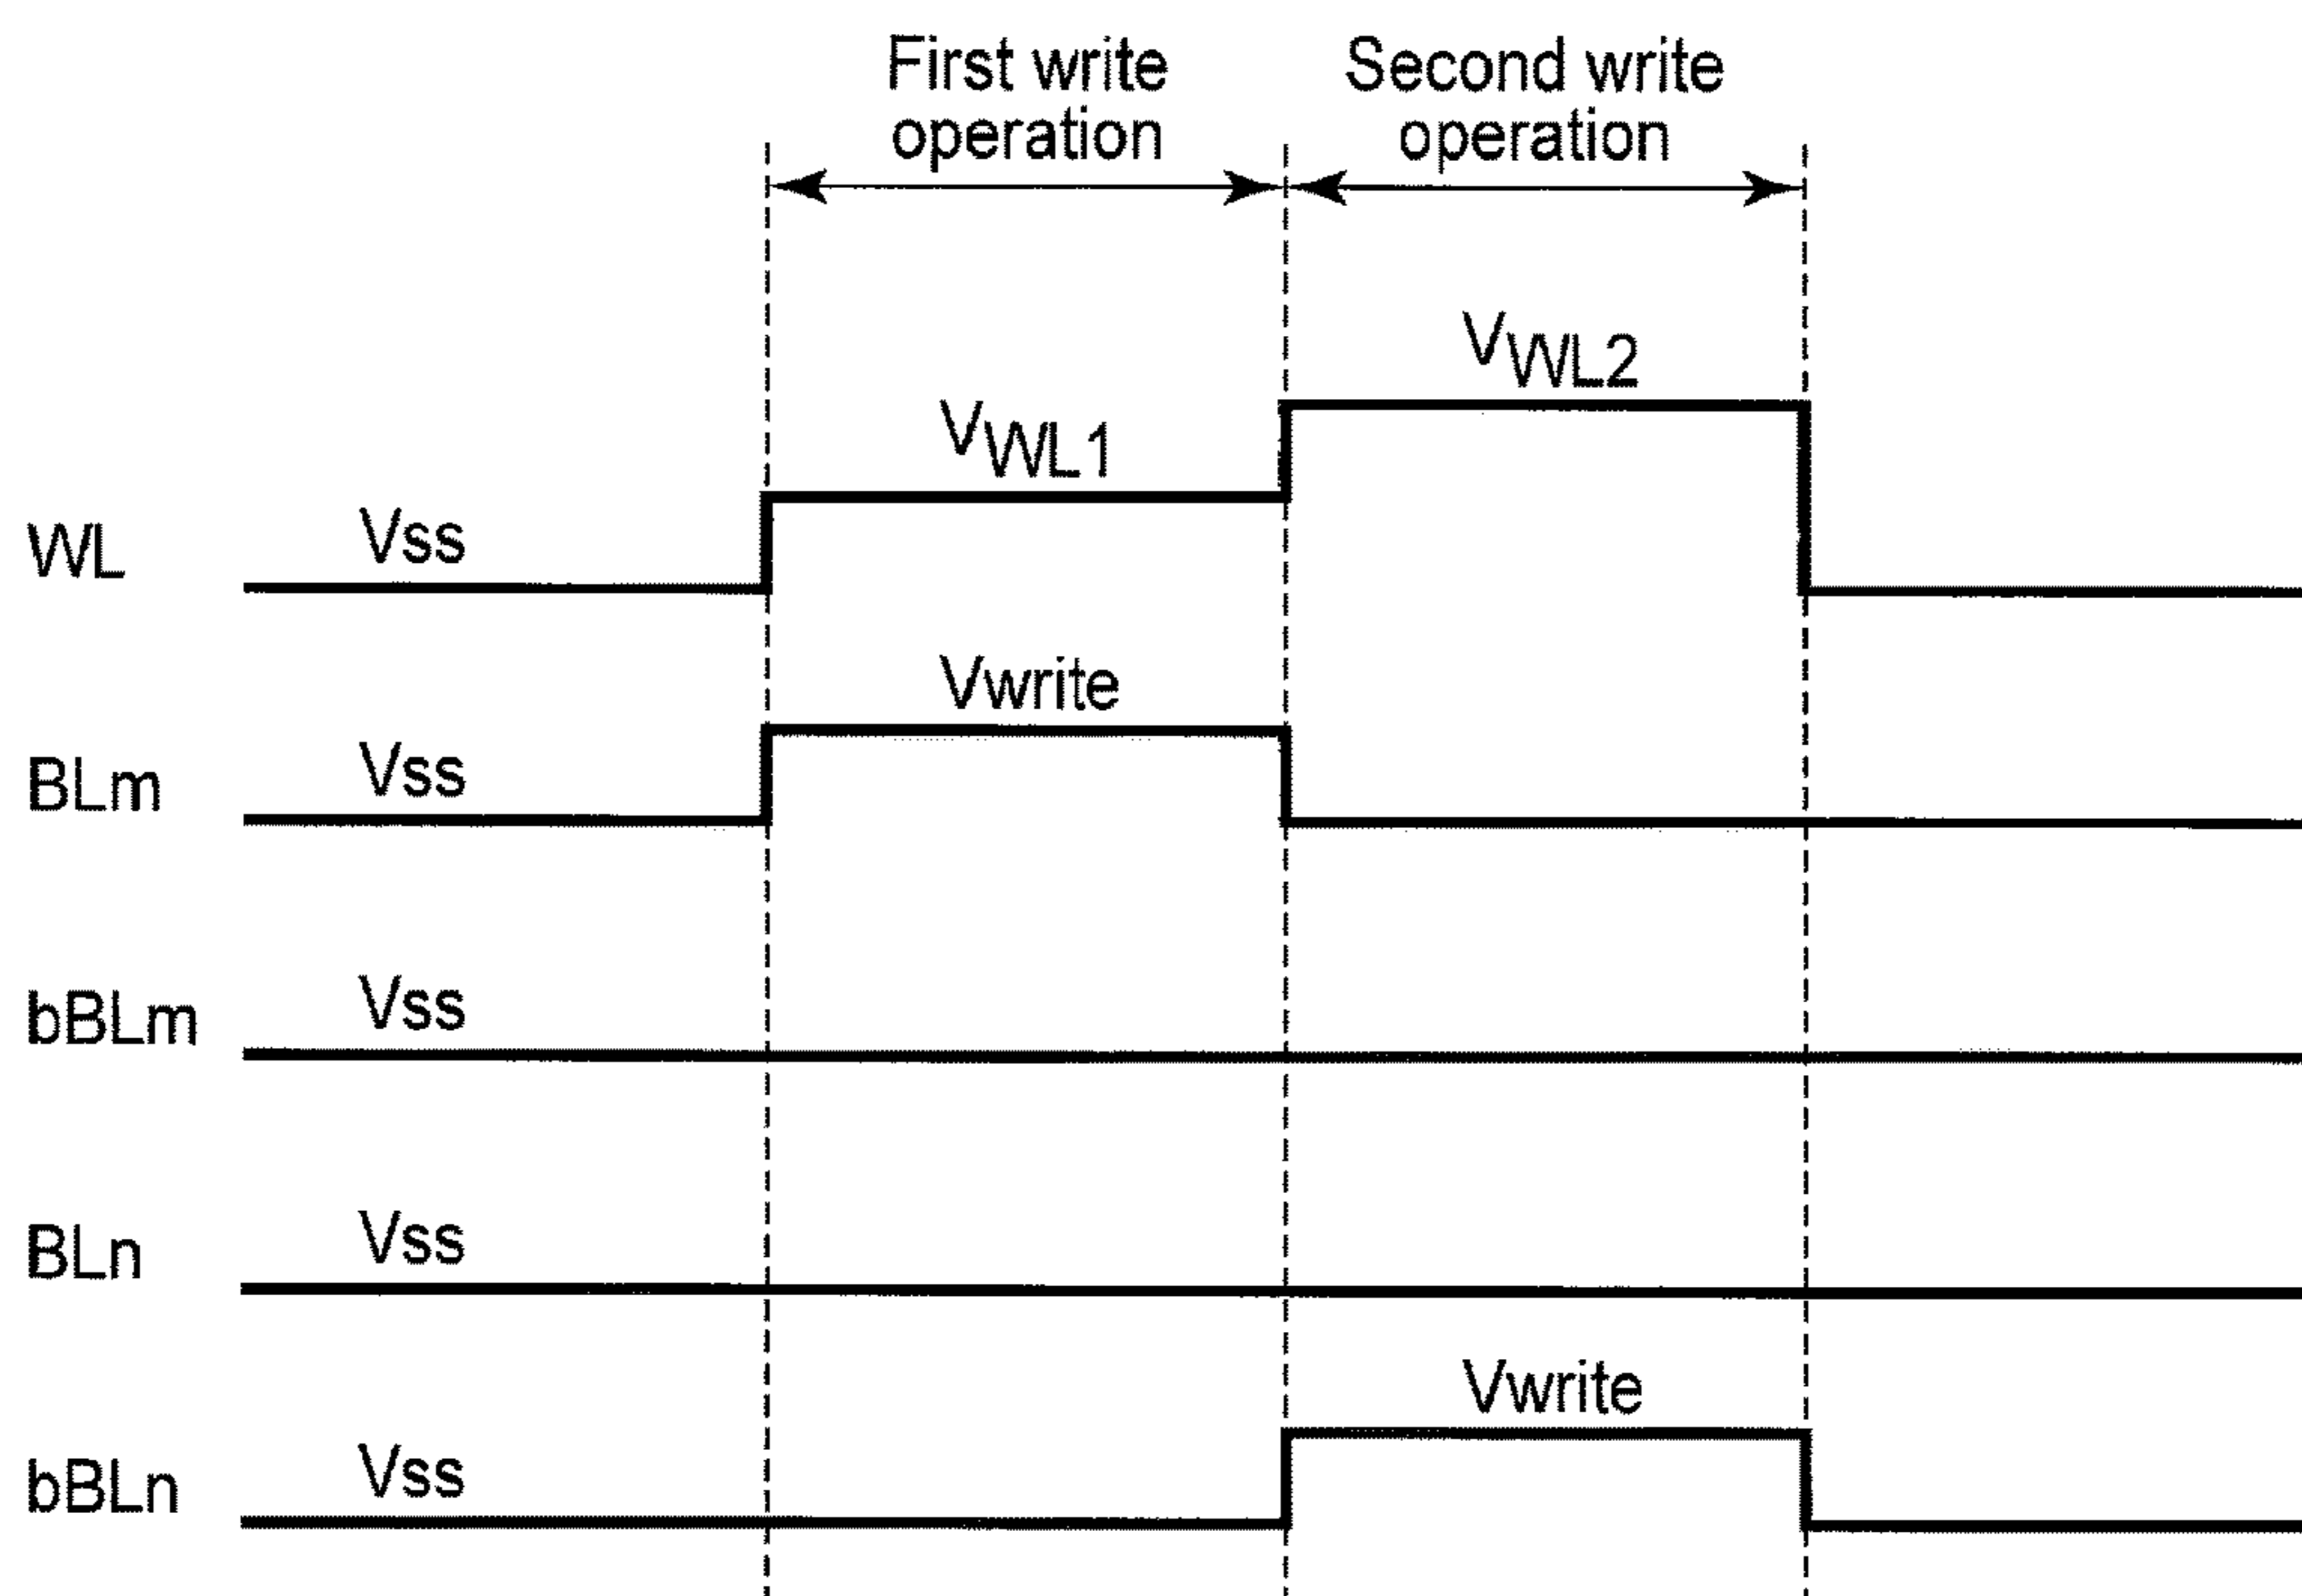 First write
operation
Second write
operation
VWL2
VWL1
WL Vss
Vwrite
BLm Vss
bBLm Vss
BLn Vss
Vwrite
bBLn Vss